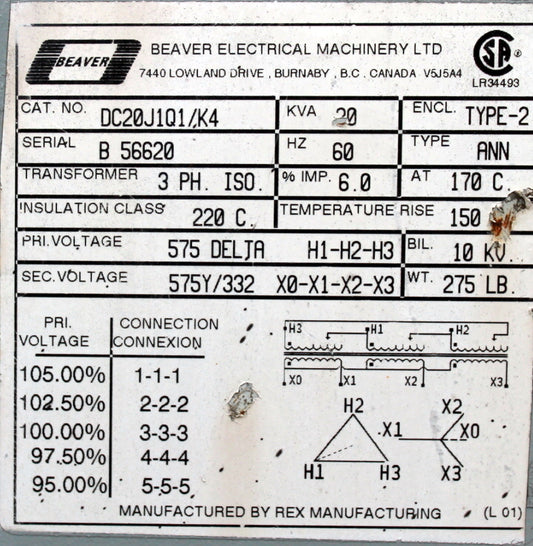 BEAVER
BEAVER ELECTRICAL MACHINERY LTD
7440 LOWLAND DRIVE, BURNABY, B.C. CANADA V5J5A4
SA
LR34493
CAT. NO. DC20J1Q1/K4 KVA 20 ENCL. TYPE-2
SERIAL B 56620 HZ 60 TYPE ANN
TRANSFORMER 3 PH. ISO. % IMP. 6.0 AT 170 C.
INSULATION CLASS 220 C. TEMPERATURE RISE 150
PRI.VOLTAGE 575 DELTA H1-H2-H3 BIL. 10 KV.
SEC.VOLTAGE 575Y/332 X0-X1-X2-X3 WT. 275 LB.
PRI. VOLTAGE
CONNECTION CONNEXION
105.00% 1-1-1
102.50% 2-2-2
100.00% 3-3-3
97.50% 4-4-4
95.00% 5-5-5
H3 H1 H2
X0 X1 X2 X3
H2
H1 H3
X2
X1 X0
X3
MANUFACTURED BY REX MANUFACTURING (L 01)